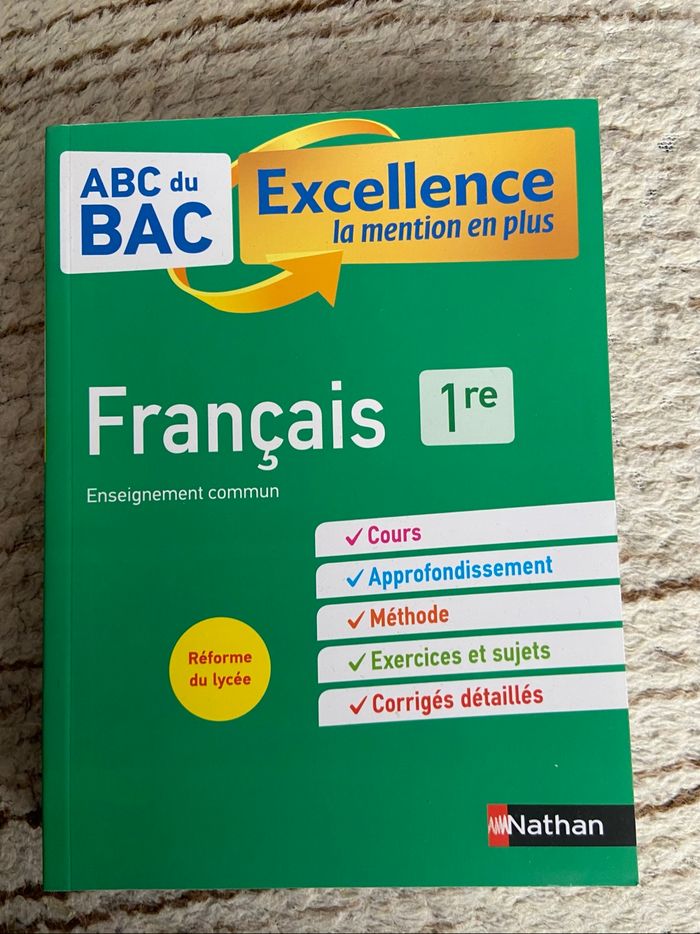 ABC du
BAC
Excellence
la mention en plus
Français
1re
Enseignement commun
✓ Cours
✓ Approfondissement
✓ Méthode
✓ Exercices et sujets
✓ Corrigés détaillés
Réforme
du lycée
Nathan